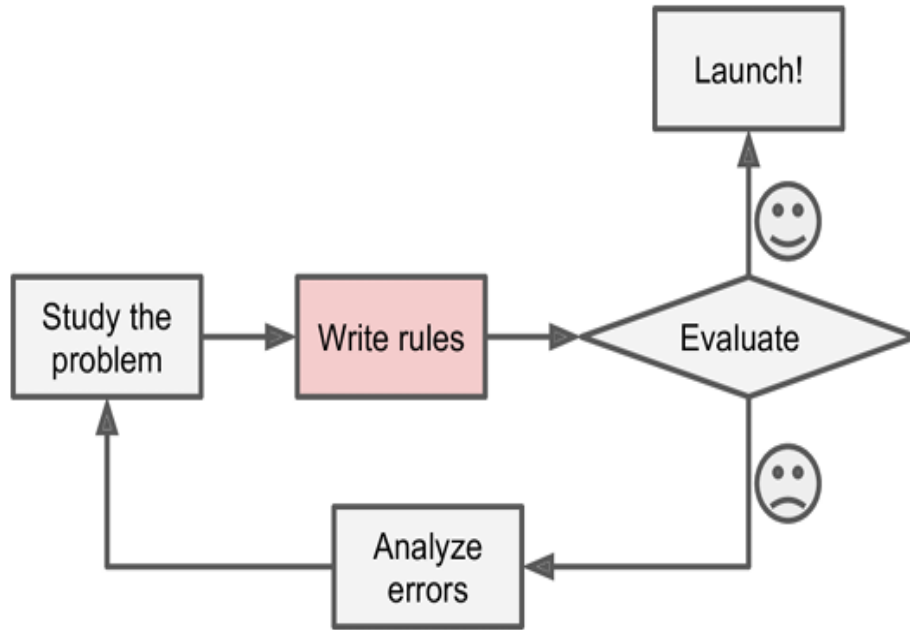 Launch!
Study the
problem
Write rules
Evaluate
Analyze
errors